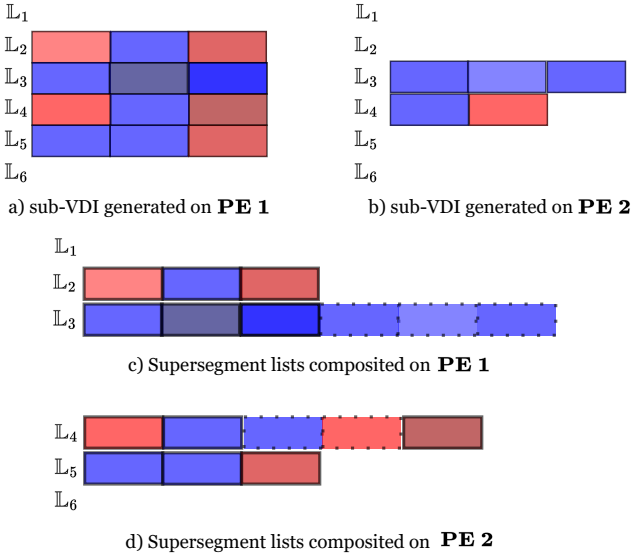 𝕃₁
𝕃₁
𝕃₂
𝕃₂
𝕃₃
𝕃₃
𝕃₄
𝕃₄
𝕃₅
𝕃₅
𝕃₆
𝕃₆
a) sub-VDI generated on PE 1
b) sub-VDI generated on PE 2
𝕃₁
𝕃₂
𝕃₃
c) Supersegment lists composited on PE 1
𝕃₄
𝕃₅
𝕃₆
d) Supersegment lists composited on PE 2